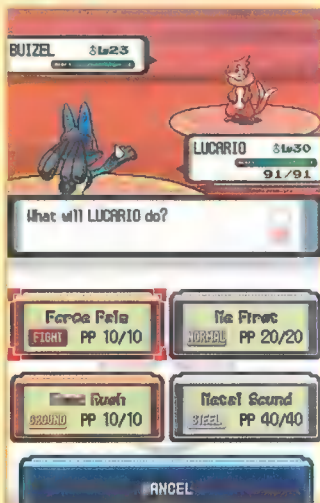 BUIZEL Lv23
LUCARIO Lv30
91/91
What will LUCARIO do?
Force Palm
FIGHT PP 10/10
Me First
NORMAL PP 20/20
Rush
GROUND PP 10/10
Metal Sound
STEEL PP 40/40
ANCEL